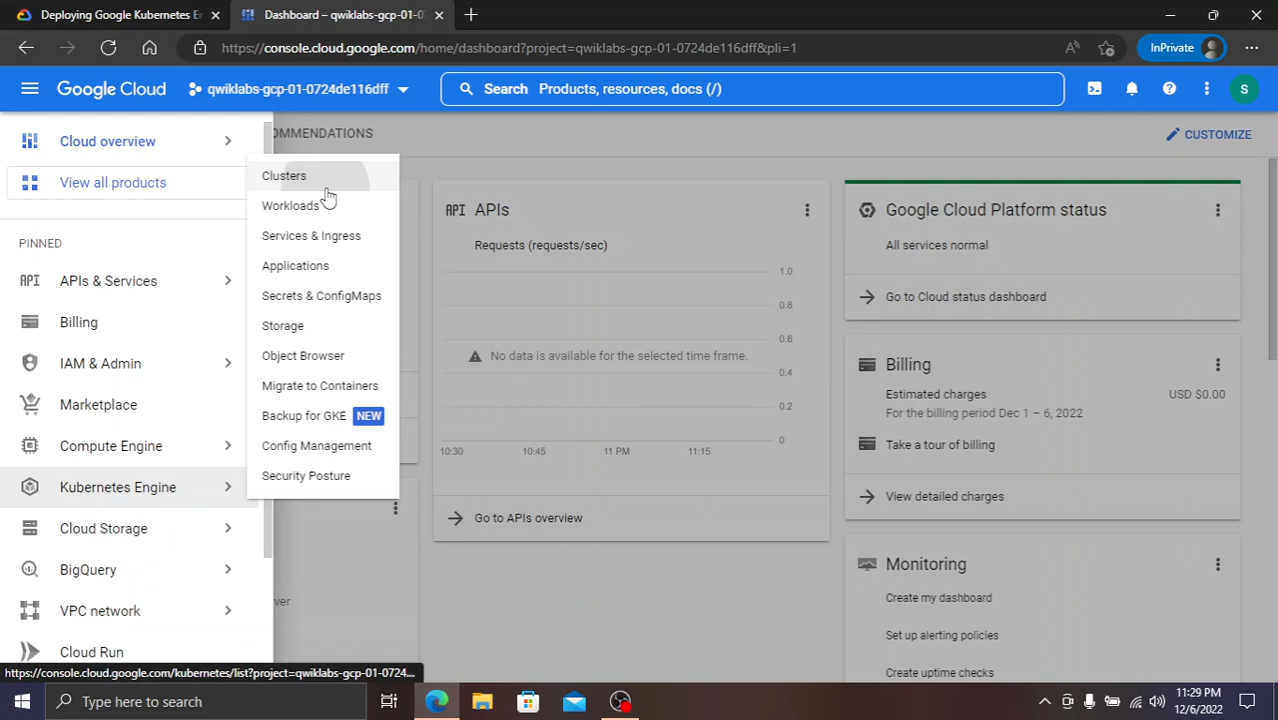 Deploying Google Kubernetes E
Dashboard – qwiklabs-gcp-01-0
https://console.cloud.google.com/home/dashboard?project=qwiklabs-gcp-01-0724de116dff&pli=1
InPrivate
Google Cloud
qwiklabs-gcp-01-0724de116dff
Search Products, resources, docs (/)
S
Cloud overview
OMMENDATIONS
CUSTOMIZE
View all products
PINNED
APIs & Services
Billing
IAM & Admin
Marketplace
Compute Engine
Kubernetes Engine
Cloud Storage
BigQuery
VPC network
Cloud Run
Clusters
Workloads
Services & Ingress
Applications
Secrets & ConfigMaps
Storage
Object Browser
Migrate to Containers
Backup for GKE NEW
Config Management
Security Posture
ver
API APIs
Requests (requests/sec)
1.0
0.8
0.6
No data is available for the selected time frame.
0.4
0.2
0
10:30 10:45 11 PM 11:15
Go to APIs overview
Google Cloud Platform status
All services normal
Go to Cloud status dashboard
Billing
Estimated charges USD $0.00
For the billing period Dec 1 – 6, 2022
Take a tour of billing
View detailed charges
Monitoring
Create my dashboard
Set up alerting policies
Create uptime checks
https://console.cloud.google.com/kubernetes/list?project=qwiklabs-gcp-01-0724...
Type here to search
11:29 PM
12/6/2022